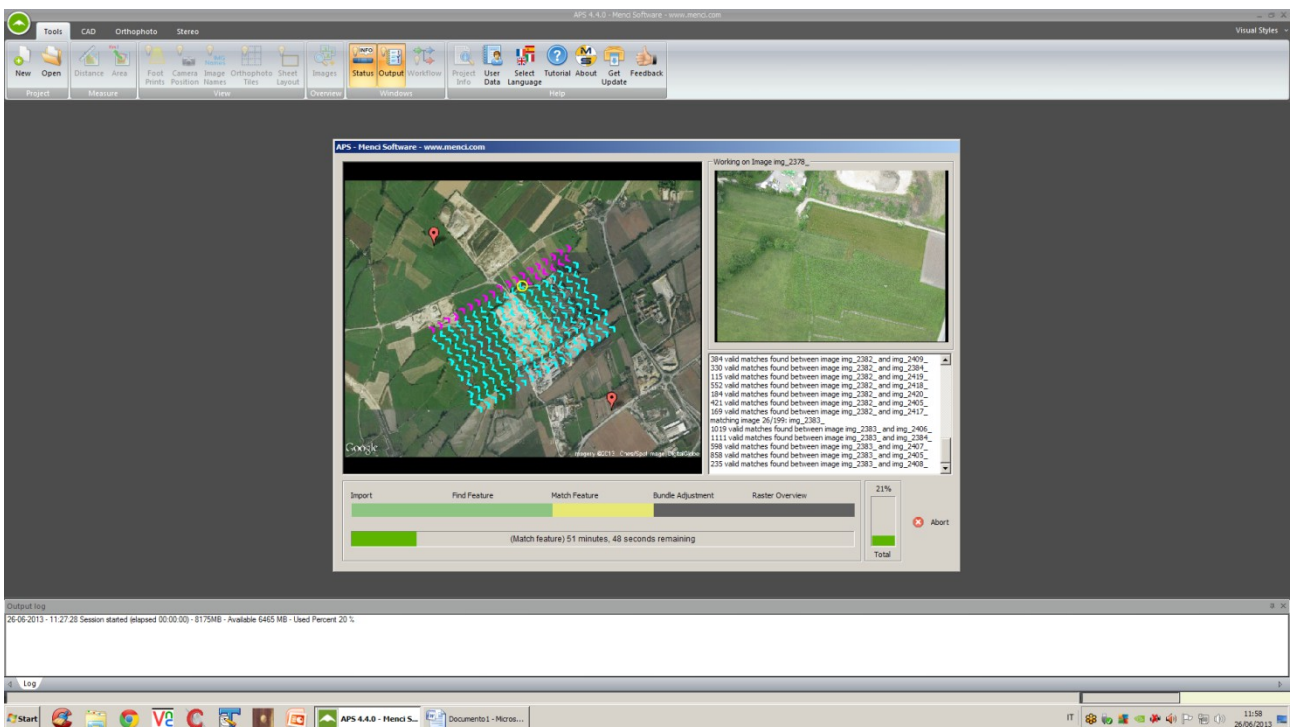 APS 4.4.0 - Menci Software - www.menci.com
Tools CAD Orthophoto Stereo Visual Styles
New Open Distance Area Foot Prints Camera Position Image Names Orthophoto Tiles Sheet Layout Images Status Output Workflow Project Info User Data Select Language Tutorial About Get Update Feedback
Project Measure View Overview Windows Help
APS - Menci Software - www.menci.com
Working on Image img_2378_
Google
384 valid matches found between image img_2382_ and img_2409_
330 valid matches found between image img_2382_ and img_2384_
115 valid matches found between image img_2382_ and img_2419_
552 valid matches found between image img_2382_ and img_2418_
184 valid matches found between image img_2382_ and img_2420_
421 valid matches found between image img_2382_ and img_2405_
169 valid matches found between image img_2382_ and img_2417_
matching image 26/199: img_2383_
1019 valid matches found between image img_2383_ and img_2406_
1111 valid matches found between image img_2383_ and img_2384_
598 valid matches found between image img_2383_ and img_2407_
858 valid matches found between image img_2383_ and img_2405_
235 valid matches found between image img_2383_ and img_2408_
Import Find Feature Match Feature Bundle Adjustment Raster Overview 21%
Abort
(Match feature) 51 minutes, 48 seconds remaining
Total
Output log
26-06-2013 - 11:27.28 Session started (elapsed 00:00:00) - 8175MB - Available 6465 MB - Used Percent 20 %
Log
Start APS 4.4.0 - Menci S... Documento1 - Micros... IT 11:58
26/06/2013